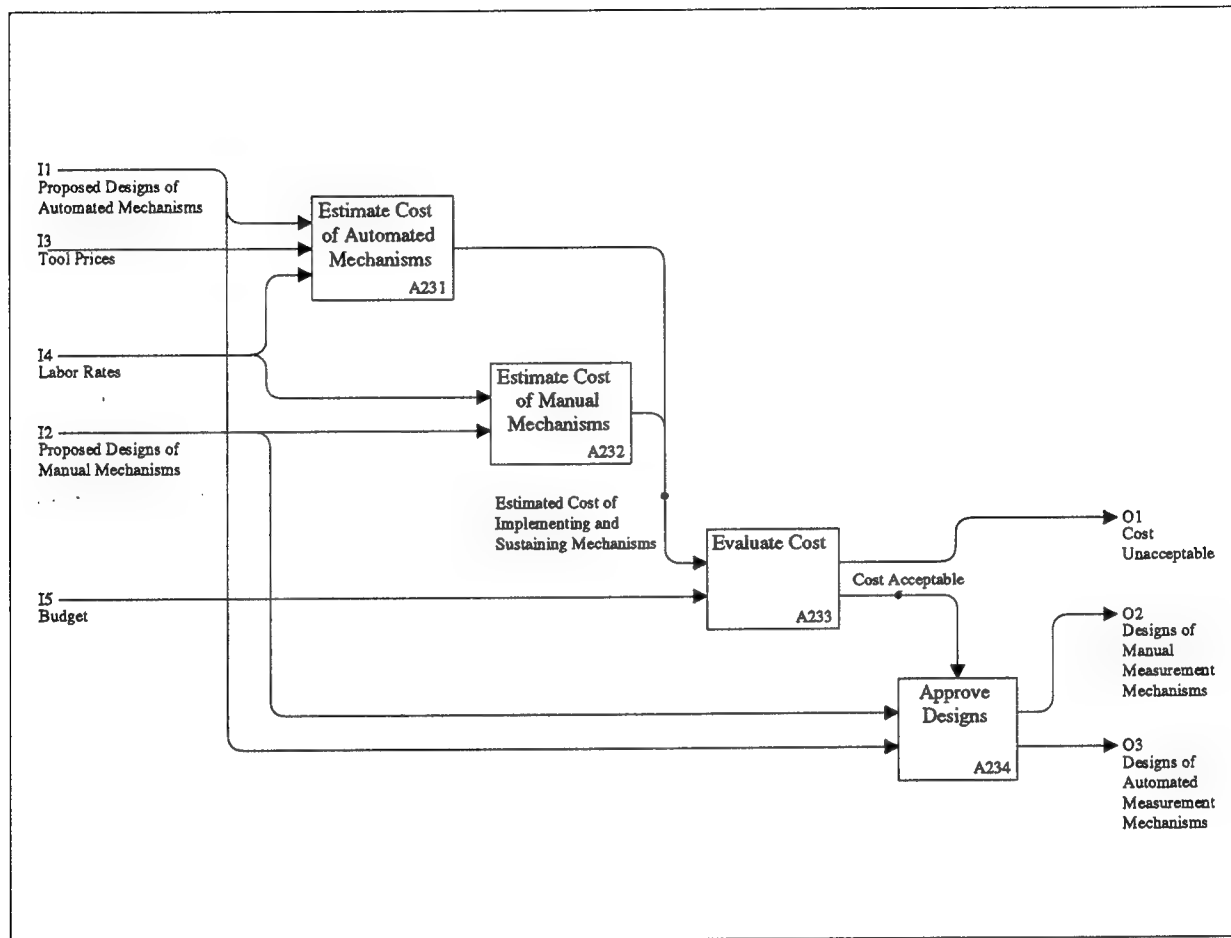 I1
Proposed Designs of
Automated Mechanisms
I3
Tool Prices
I4
Labor Rates
I2
Proposed Designs of
Manual Mechanisms
I5
Budget
Estimate Cost
of Automated
Mechanisms
A231
Estimate Cost
of Manual
Mechanisms
A232
Estimated Cost of
Implementing and
Sustaining Mechanisms
Evaluate Cost
A233
Cost Acceptable
Approve
Designs
A234
O1
Cost
Unacceptable
O2
Designs of
Manual
Measurement
Mechanisms
O3
Designs of
Automated
Measurement
Mechanisms